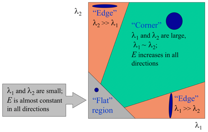 λ₂
"Edge"
λ₂ >> λ₁
"Corner"
λ₁ and λ₂ are large,
λ₁ ~ λ₂;
E increases in all
directions
λ₁ and λ₂ are small;
E is almost constant
in all directions
"Flat"
region
"Edge"
λ₁ >> λ₂
λ₁